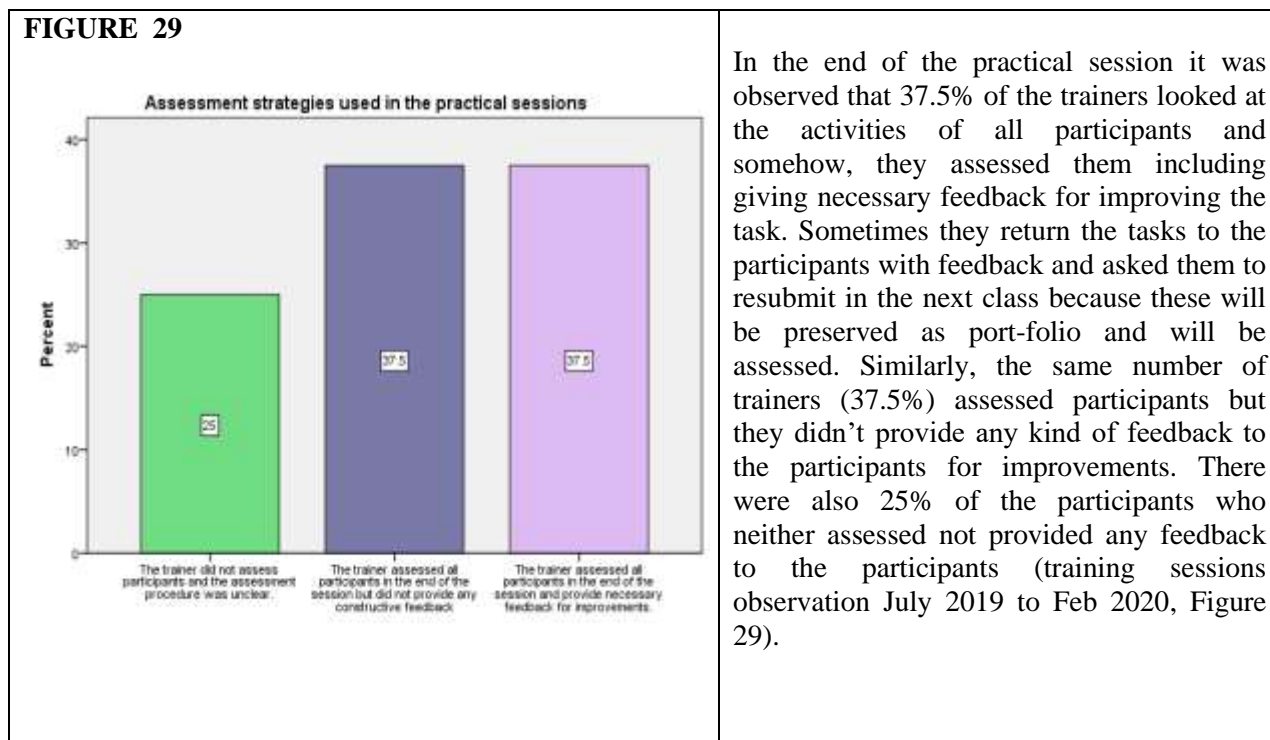 FIGURE 29
Assessment strategies used in the practical sessions
Percent
40
30
20
10
0
25
37.5
37.5
The trainer did not assess
participants and the assessment
procedure was unclear.
The trainer assessed all
participants in the end of the
session but did not provide any
constructive feedback
The trainer assessed all
participants in the end of the
session and provide necessary
feedback for improvements.
In the end of the practical session it was
observed that 37.5% of the trainers looked at
the activities of all participants and
somehow, they assessed them including
giving necessary feedback for improving the
task. Sometimes they return the tasks to the
participants with feedback and asked them to
resubmit in the next class because these will
be preserved as port-folio and will be
assessed. Similarly, the same number of
trainers (37.5%) assessed participants but
they didn’t provide any kind of feedback to
the participants for improvements. There
were also 25% of the participants who
neither assessed not provided any feedback
to the participants (training sessions
observation July 2019 to Feb 2020, Figure
29).